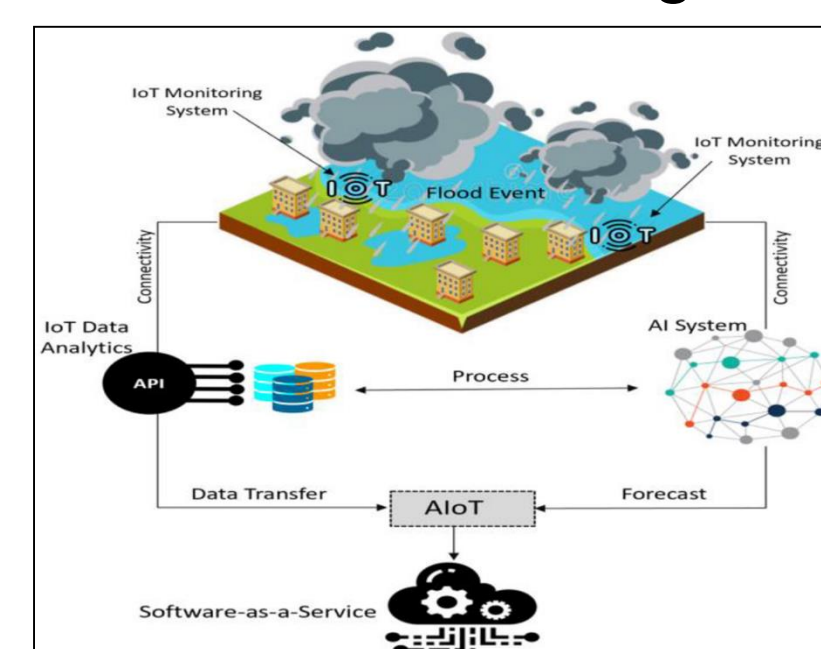 IoT Monitoring
System
IoT Monitoring
System
IOT
Flood Event
IOT
Connectivity
Connectivity
IoT Data
Analytics
AI System
API
Process
Data Transfer
AIoT
Forecast
Software-as-a-Service